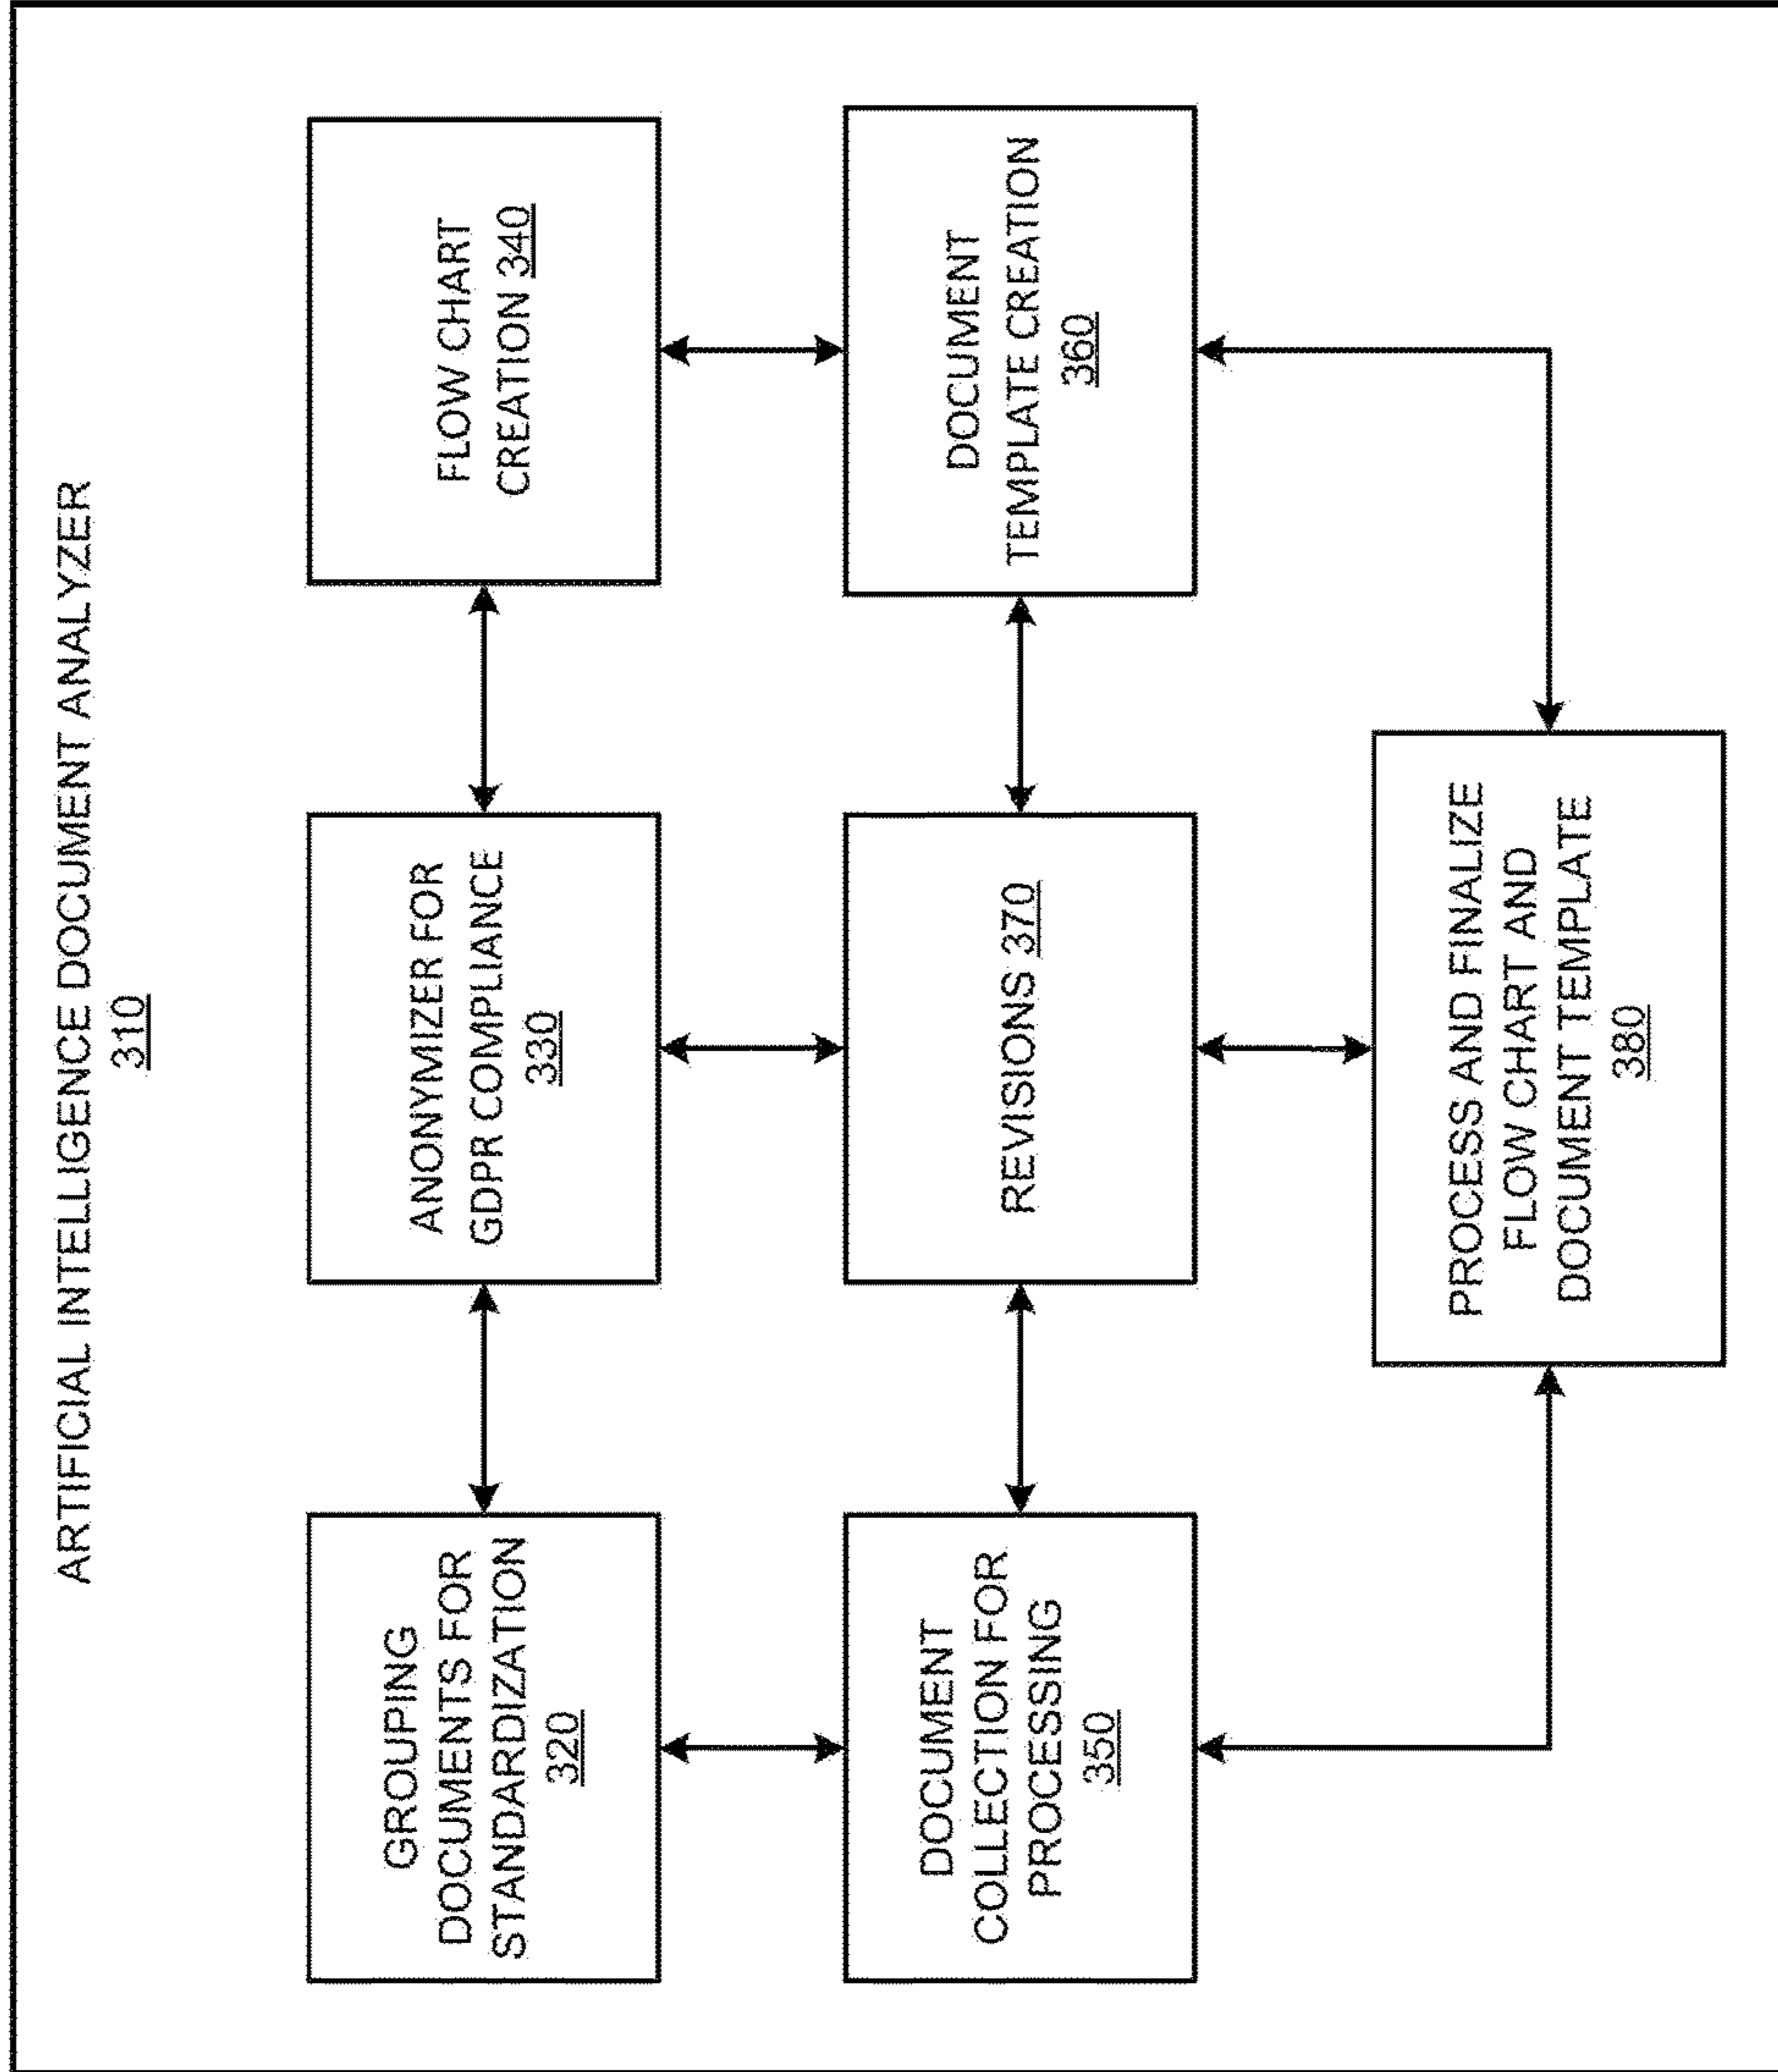 ARTIFICIAL INTELLIGENCE DOCUMENT ANALYZER
310
GROUPING
DOCUMENTS FOR
STANDARDIZATION
320
ANONYMIZER FOR
GDPR COMPLIANCE
330
FLOW CHART
CREATION 340
DOCUMENT
COLLECTION FOR
PROCESSING
350
REVISIONS 370
DOCUMENT
TEMPLATE CREATION
360
PROCESS AND FINALIZE
FLOW CHART AND
DOCUMENT TEMPLATE
380